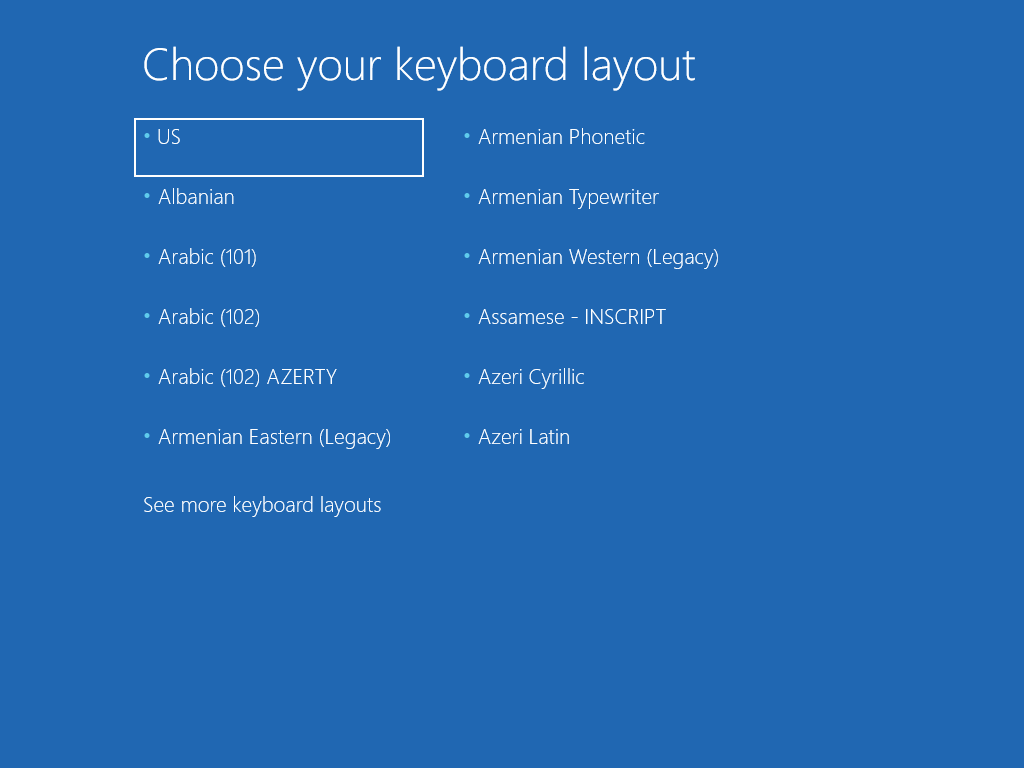 Choose your keyboard layout
• US
• Albanian
• Arabic (101)
• Arabic (102)
• Arabic (102) AZERTY
• Armenian Eastern (Legacy)
• Armenian Phonetic
• Armenian Typewriter
• Armenian Western (Legacy)
• Assamese - INSCRIPT
• Azeri Cyrillic
• Azeri Latin
See more keyboard layouts